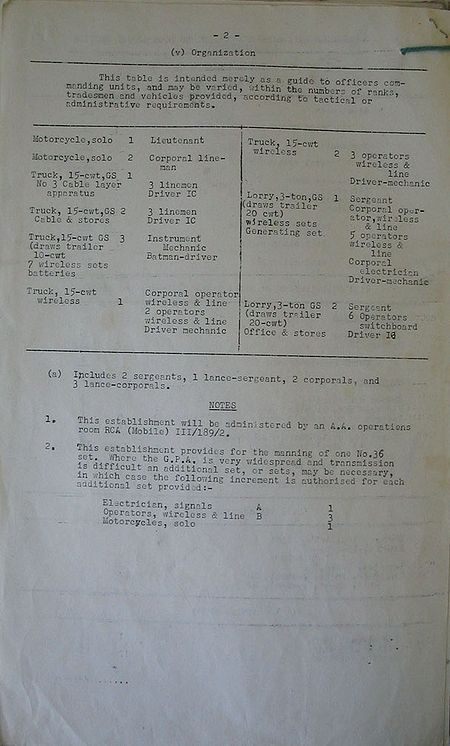 - 2 -
(v) Organization
This table is intended merely as a guide to officers com-
manding units, and may be varied, within the numbers of ranks,
tradesmen and vehicles provided, according to tactical or
administrative requirements.
Motorcycle,solo 1 Lieutenant
Motorcycle, solo 2 Corporal line-
man
Truck, 15-cwt,GS 1
No 3 Cable layer 3 linemen
apparatus Driver IC
Truck, 15-cwt,GS 2 3 linemen
Cable & stores Driver IC
Truck,15-cwt GS 3 Instrument
(draws trailer Mechanic
10-cwt Batman-driver
7 wireless sets
batteries
Truck, 15-cwt Corporal operator
wireless 1 wireless & line
2 operators
wireless & line
Driver mechanic
Truck, 15-cwt
wireless 2 3 operators
wireless &
line
Driver-mechanic
Lorry,3-ton,GS 1 Sergeant
(draws trailer Corporal oper-
20 cwt) ator,wireless
wireless sets & line
Generating set 5 operators
wireless &
line
Corporal
electrician
Driver-mechanic
Lorry,3-ton GS 2 Sergeant
(draws trailer 6 Operators
20-cwt) switchboard
Office & stores Driver IC
(a) Includes 2 sergeants, 1 lance-sergeant, 2 corporals, and
3 lance-corporals.
NOTES
1. This establishment will be administered by an A.A. operations
room RCA (Mobile) III/189/2.
2. This establishment provides for the manning of one No.36
set. Where the G.P.A. is very widespread and transmission
is difficult an additional set, or sets, may be necessary,
in which case the following increment is authorised for each
additional set provided:-
Electrician, signals A 1
Operators, wireless & line B 3
Motorcycles, solo 1